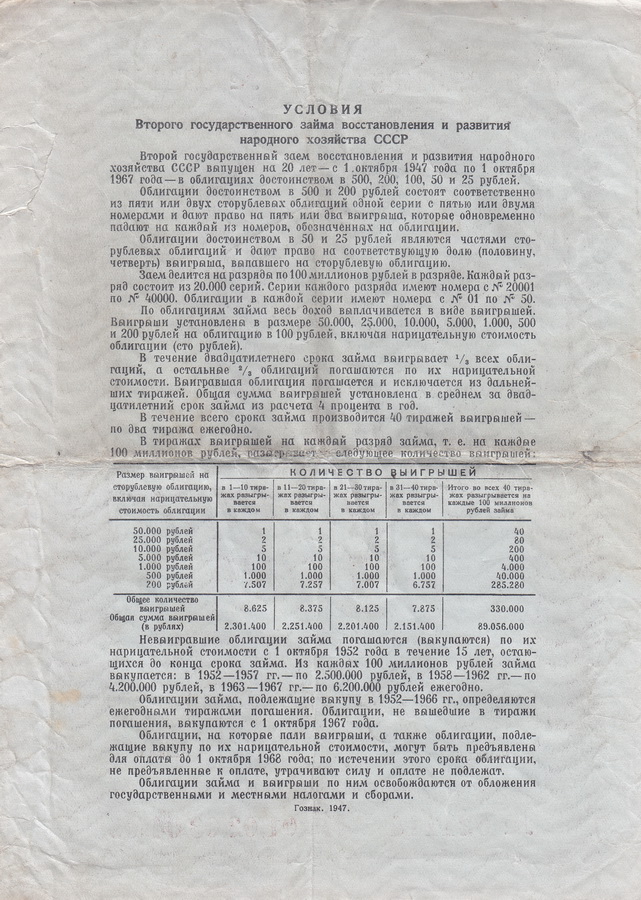 УСЛОВИЯ
Второго государственного займа восстановления и развития
народного хозяйства СССР
Второй государственный заем восстановления и развития народного
хозяйства СССР выпущен на 20 лет — с 1 октября 1947 года по 1 октября
1967 года — в облигациях достоинством в 500, 200, 100, 50 и 25 рублей.
Облигации достоинством в 500 и 200 рублей состоят соответственно
из пяти или двух сторублевых облигаций одной серии с пятью или двумя
номерами и дают право на пять или два выигрыша, которые одновременно
падают на каждый из номеров, обозначенных на облигации.
Облигации достоинством в 50 и 25 рублей являются частями сто-
рублевых облигаций и дают право на соответствующую долю (половину,
четверть) выигрыша, выпавшего на сторублевую облигацию.
Заем делится на разряды по 100 миллионов рублей в разряде. Каждый раз-
ряд состоит из 20.000 серий. Серии каждого разряда имеют номера с № 20001
по № 40000. Облигации в каждой серии имеют номера с № 01 по № 50.
По облигациям займа весь доход выплачивается в виде выигрышей.
Выигрыши установлены в размере 50.000, 25.000, 10.000, 5.000, 1.000, 500
и 200 рублей на облигацию в 100 рублей, включая нарицательную стоимость
облигации (сто рублей).
В течение двадцатилетнего срока займа выигрывает 1/3 всех обли-
гаций, а остальные 2/3 облигаций погашаются по их нарицательной
стоимости. Выигравшая облигация погашается и исключается из дальней-
ших тиражей. Общая сумма выигрышей установлена в среднем за двад-
цатилетний срок займа из расчета 4 процента в год.
В течение всего срока займа производится 40 тиражей выигрышей —
по два тиража ежегодно.
В тиражах выигрышей на каждый разряд займа, т. е. на каждые
100 миллионов рублей, разыгрывается следующее количество выигрышей:
Размер выигрышей на
сторублевую облигацию,
включая нарицательную
стоимость облигации
КОЛИЧЕСТВО ВЫИГРЫШЕЙ
в 1—10 тира-
жах разыгры-
вается
в каждом
в 11—20 тира-
жах разыгры-
вается
в каждом
в 21—30 тира-
жах разыгры-
вается
в каждом
в 31—40 тира-
жах разыгры-
вается
в каждом
Итого во всех 40 тира-
жах разыгрывается на
каждые 100 миллионов
рублей займа
50.000 рублей 1 1 1 1 40
25.000 рублей 2 2 2 2 80
10.000 рублей 5 5 5 5 200
5.000 рублей 10 10 10 10 400
1.000 рублей 100 100 100 100 4.000
500 рублей 1.000 1.000 1.000 1.000 40.000
200 рублей 7.507 7.257 7.007 6.757 285.280
Общее количество
выигрышей 8.625 8.375 8.125 7.875 330.000
Общая сумма выигрышей
(в рублях) 2.301.400 2.251.400 2.201.400 2.151.400 89.056.000
Невыигравшие облигации займа погашаются (выкупаются) по их
нарицательной стоимости с 1 октября 1952 года в течение 15 лет, остаю-
щихся до конца срока займа. Из каждых 100 миллионов рублей займа
выкупается: в 1952—1957 гг. — по 2.500.000 рублей, в 1958—1962 гг. — по
4.200.000 рублей, в 1963—1967 гг. — по 6.200.000 рублей ежегодно.
Облигации займа, подлежащие выкупу в 1952—1966 гг., определяются
ежегодными тиражами погашения. Облигации, не вышедшие в тиражи
погашения, выкупаются с 1 октября 1967 года.
Облигации, на которые пали выигрыши, а также облигации, подле-
жащие выкупу по их нарицательной стоимости, могут быть предъявлены
для оплаты до 1 октября 1968 года; по истечении этого срока облигации,
не предъявленные к оплате, утрачивают силу и оплате не подлежат.
Облигации займа и выигрыши по ним освобождаются от обложения
государственными и местными налогами и сборами.
Гознак. 1947.